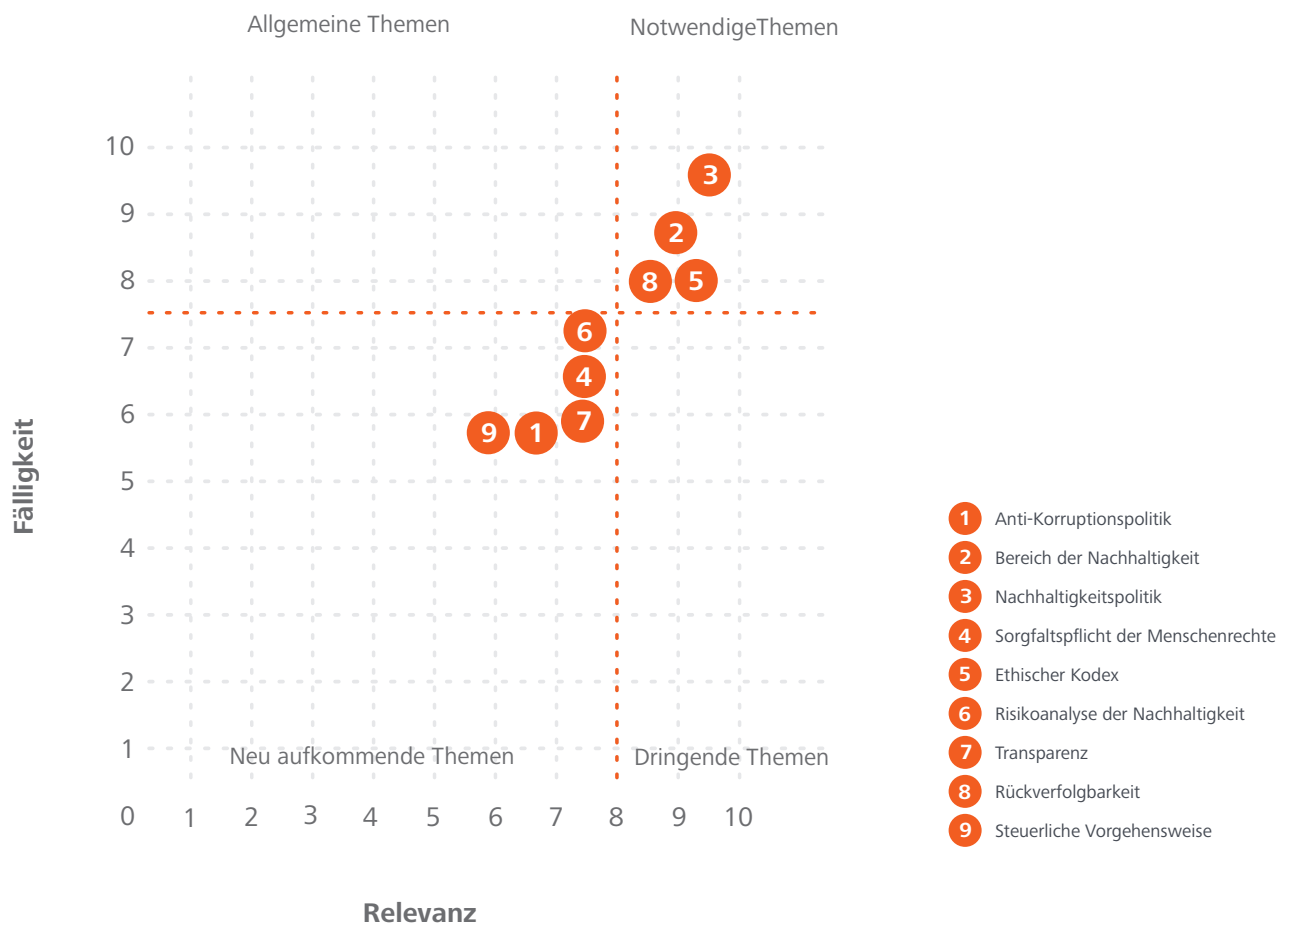 Allgemeine Themen
NotwendigeThemen
10
9
8
7
6
5
4
3
2
1
0
3
2
8
5
6
4
7
9
1
Neu aufkommende Themen
Dringende Themen
1
2
3
4
5
6
7
8
9
10
Fälligkeit
Relevanz
1 Anti-Korruptionspolitik
2 Bereich der Nachhaltigkeit
3 Nachhaltigkeitspolitik
4 Sorgfaltspflicht der Menschenrechte
5 Ethischer Kodex
6 Risikoanalyse der Nachhaltigkeit
7 Transparenz
8 Rückverfolgbarkeit
9 Steuerliche Vorgehensweise